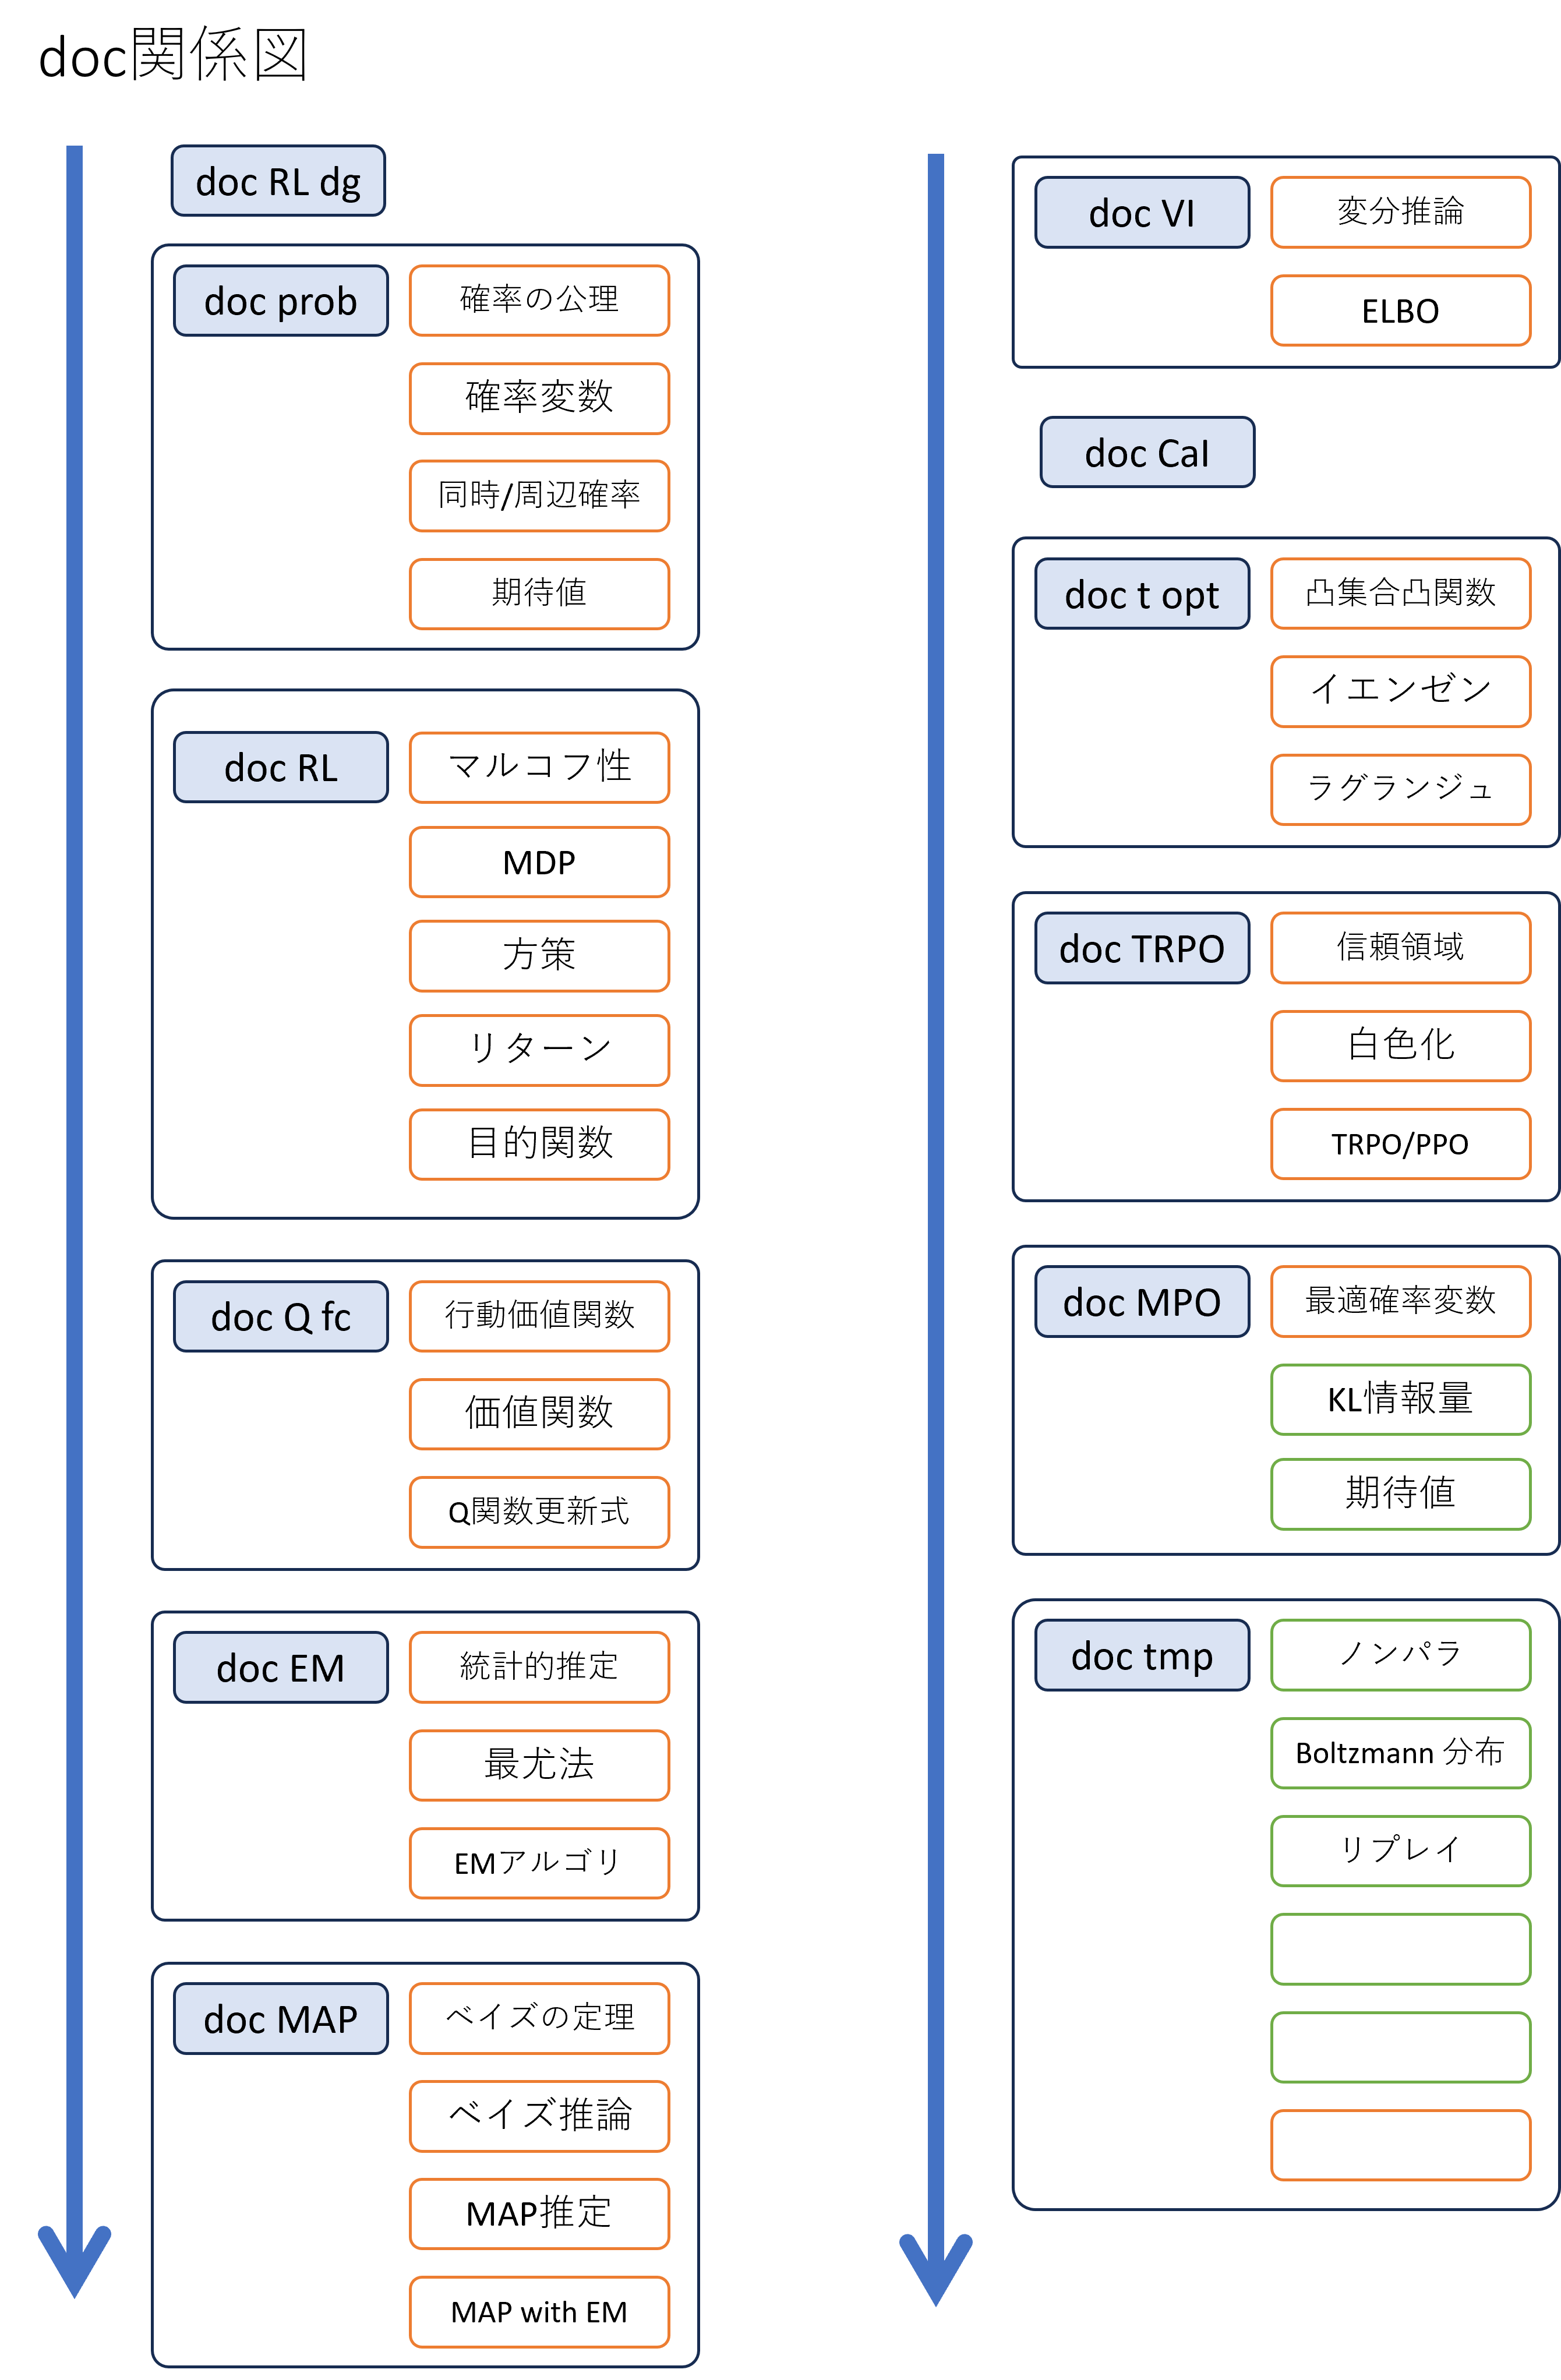 doc関係図
doc RL dg
doc prob
確率の公理
確率変数
同時/周辺確率
期待値
doc RL
マルコフ性
MDP
方策
リターン
目的関数
doc Q fc
行動価値関数
価値関数
Q関数更新式
doc EM
統計的推定
最尤法
EMアルゴリ
doc MAP
ベイズの定理
ベイズ推論
MAP推定
MAP with EM
doc VI
変分推論
ELBO
doc CaI
doc t opt
凸集合凸関数
イエンゼン
ラグランジュ
doc TRPO
信頼領域
白色化
TRPO/PPO
doc MPO
最適確率変数
KL情報量
期待値
doc tmp
ノンパラ
Boltzmann 分布
リプレイ